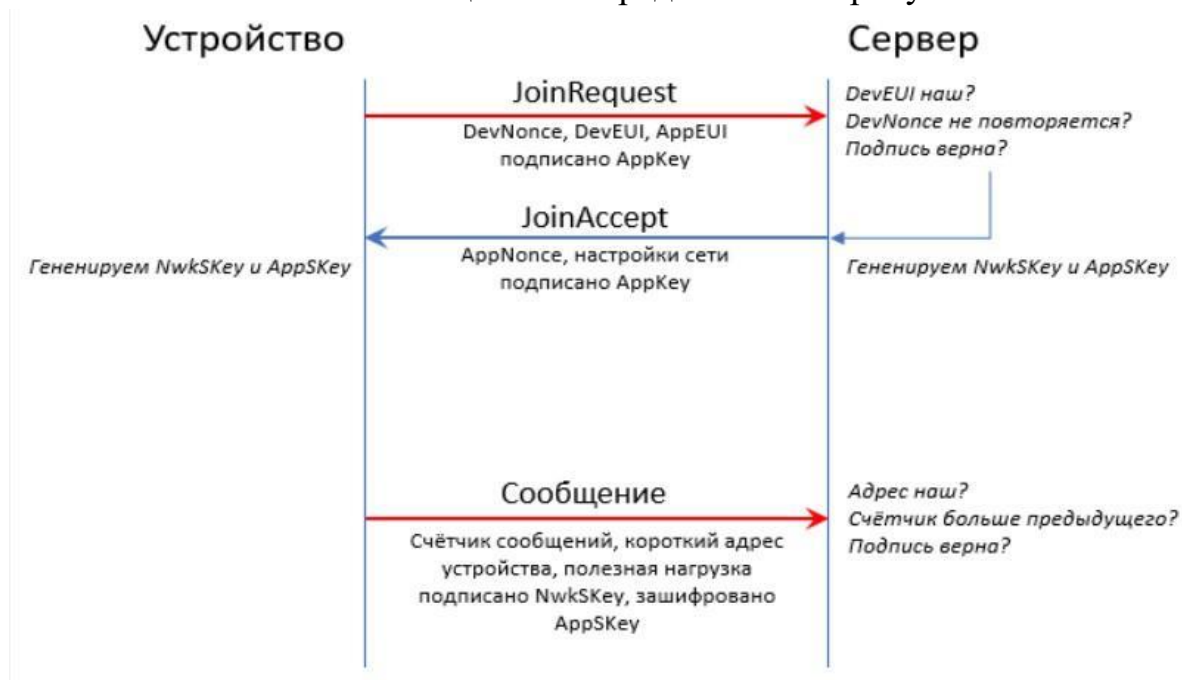 Устройство
Сервер
JoinRequest
DevNonce, DevEUI, AppEUI
подписано AppKey
DevEUI наш?
DevNonce не повторяется?
Подпись верна?
JoinAccept
AppNonce, настройки сети
подписано AppKey
Гененируем NwkSKey и AppSKey
Гененируем NwkSKey и AppSKey
Сообщение
Счётчик сообщений, короткий адрес
устройства, полезная нагрузка
подписано NwkSKey, зашифровано
AppSKey
Адрес наш?
Счётчик больше предыдущего?
Подпись верна?